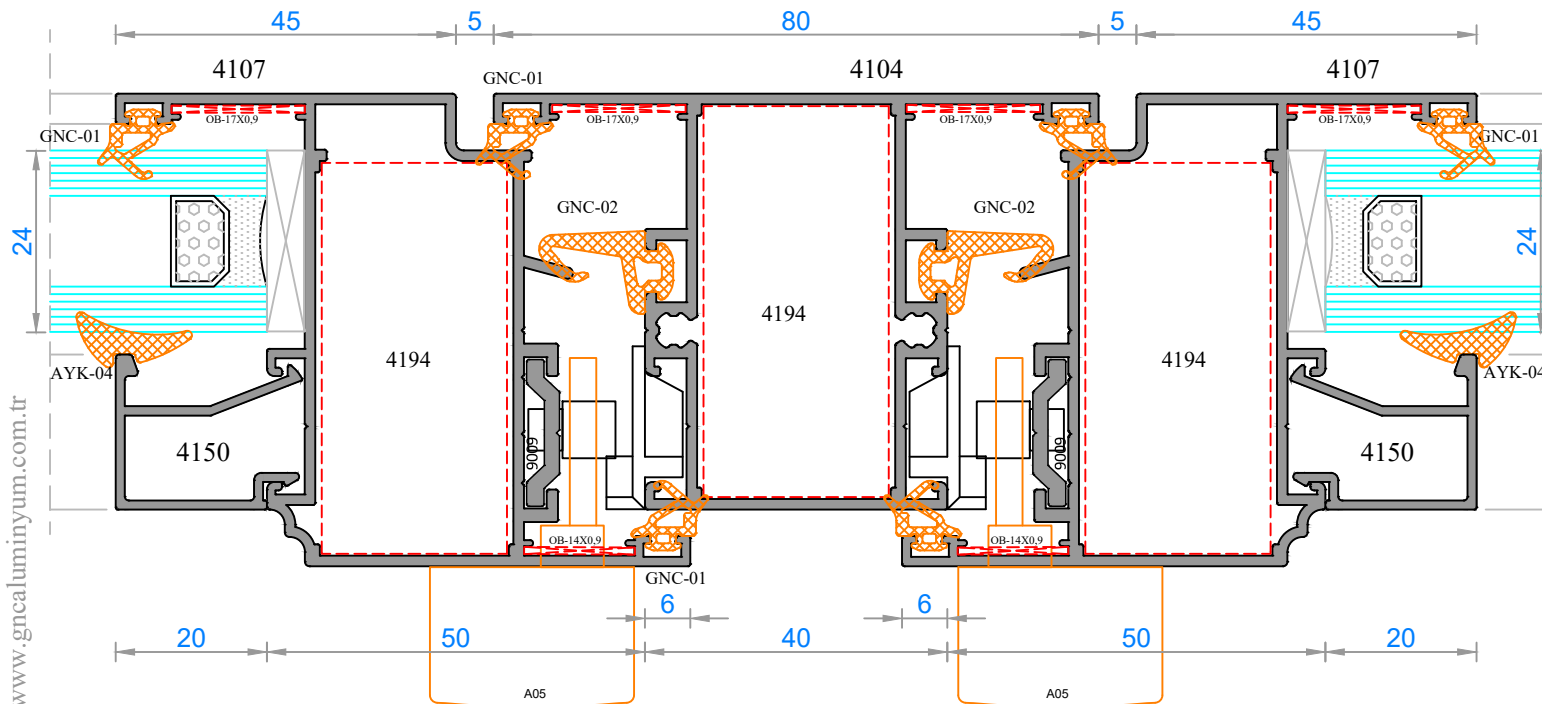 45 5 80 5 45
4107 GNC-01 4104 4107
OB-17X0,9 OB-17X0,9 OB-17X0,9 OB-17X0,9
GNC-01 GNC-01
GNC-02 GNC-02
24 24
4194 4194 4194
AYK-04 AYK-04
4150 9009 9009 4150
OB-14X0,9 OB-14X0,9
GNC-01
6 6
20 50 40 50 20
A05 A05
www.gncaluminyum.com.tr